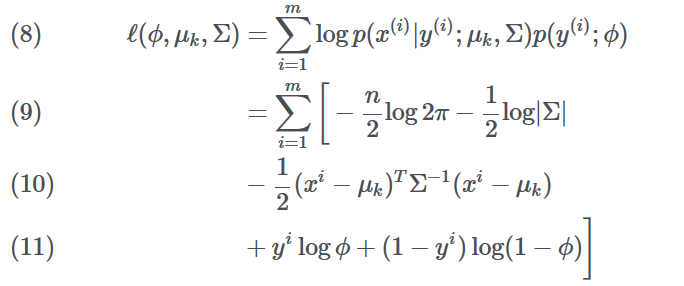 (8) ℓ(ϕ, μ_k, Σ) = ∑_{i=1}^{m} log p(x^{(i)}|y^{(i)}; μ_k, Σ)p(y^{(i)}; ϕ)
(9) = ∑_{i=1}^{m} [ − n/2 log 2π − 1/2 log|Σ|
(10) − 1/2 (x^i − μ_k)^T Σ^{−1}(x^i − μ_k)
(11) + y^i log ϕ + (1 − y^i) log(1 − ϕ) ]